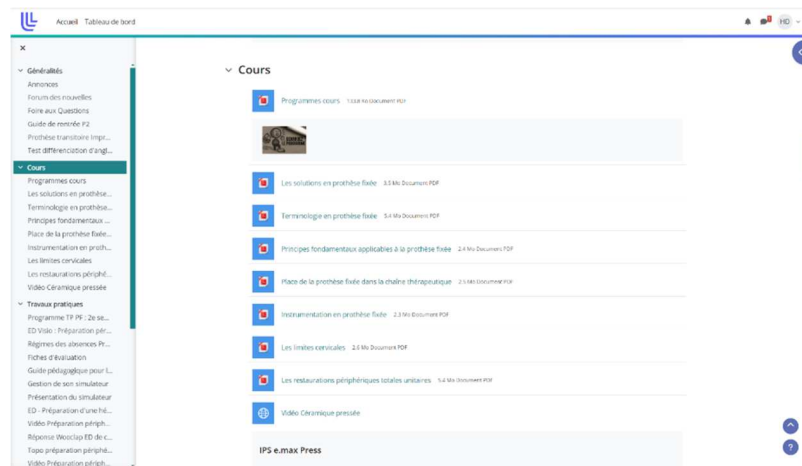 Accueil Tableau de bord
HD
Généralités
Annonces
Forum des nouvelles
Foire aux Questions
Guide de rentrée P2
Prothèse transitoire Impr...
Test différenciation d'angl...
Cours
Programmes cours
Les solutions en prothèse...
Terminologie en prothèse...
Principes fondamentaux ...
Place de la prothèse fixée...
Instrumentation en proth...
Les limites cervicales
Les restaurations périphé...
Vidéo Céramique pressée
Travaux pratiques
Programme TP PF : 2e se...
ED Visio : Préparation pér...
Régimes des absences Pr...
Fiches d'évaluation
Guide pédagogique pour l...
Gestion de son simulateur
Présentation du simulateur
ED - Préparation d'une hé...
Vidéo Préparation périph...
Réponse Wooclap ED de c...
Topo préparation périphé...
Vidéo Préparation périph...
Cours
Programmes cours Document PDF
Les solutions en prothèse fixée 3.5 Mo Document PDF
Terminologie en prothèse fixée 5.4 Mo Document PDF
Principes fondamentaux applicables à la prothèse fixée 2.4 Mo Document PDF
Place de la prothèse fixée dans la chaîne thérapeutique 2.5 Mo Document PDF
Instrumentation en prothèse fixée 2.3 Mo Document PDF
Les limites cervicales 2.6 Mo Document PDF
Les restaurations périphériques totales unitaires 5.4 Mo Document PDF
Vidéo Céramique pressée
IPS e.max Press